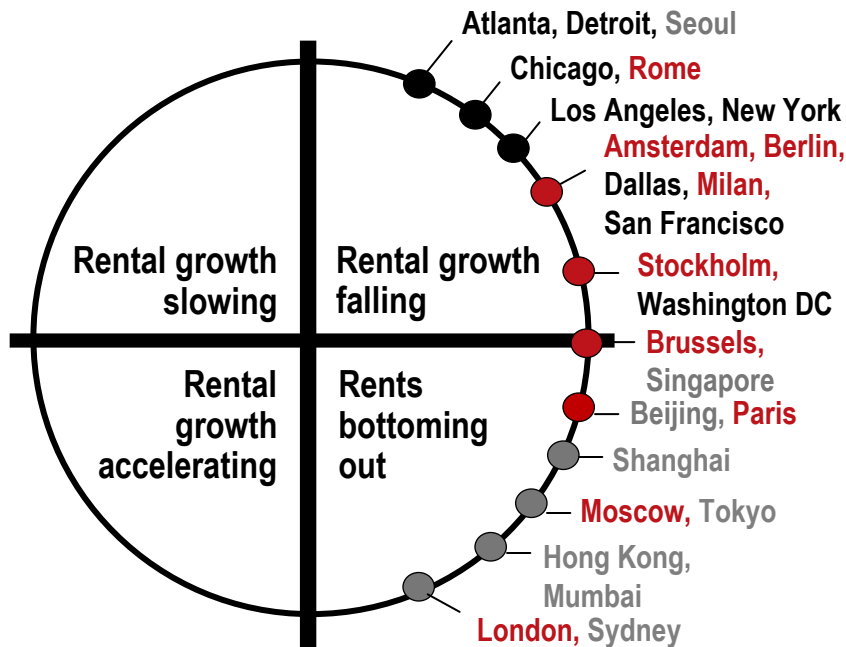 Atlanta, Detroit, Seoul
Chicago, Rome
Los Angeles, New York
Amsterdam, Berlin,
Dallas, Milan,
San Francisco
Rental growth
slowing
Rental growth
falling
Stockholm,
Washington DC
Brussels,
Singapore
Rental
growth
accelerating
Rents
bottoming
out
Beijing, Paris
Shanghai
Moscow, Tokyo
Hong Kong,
Mumbai
London, Sydney